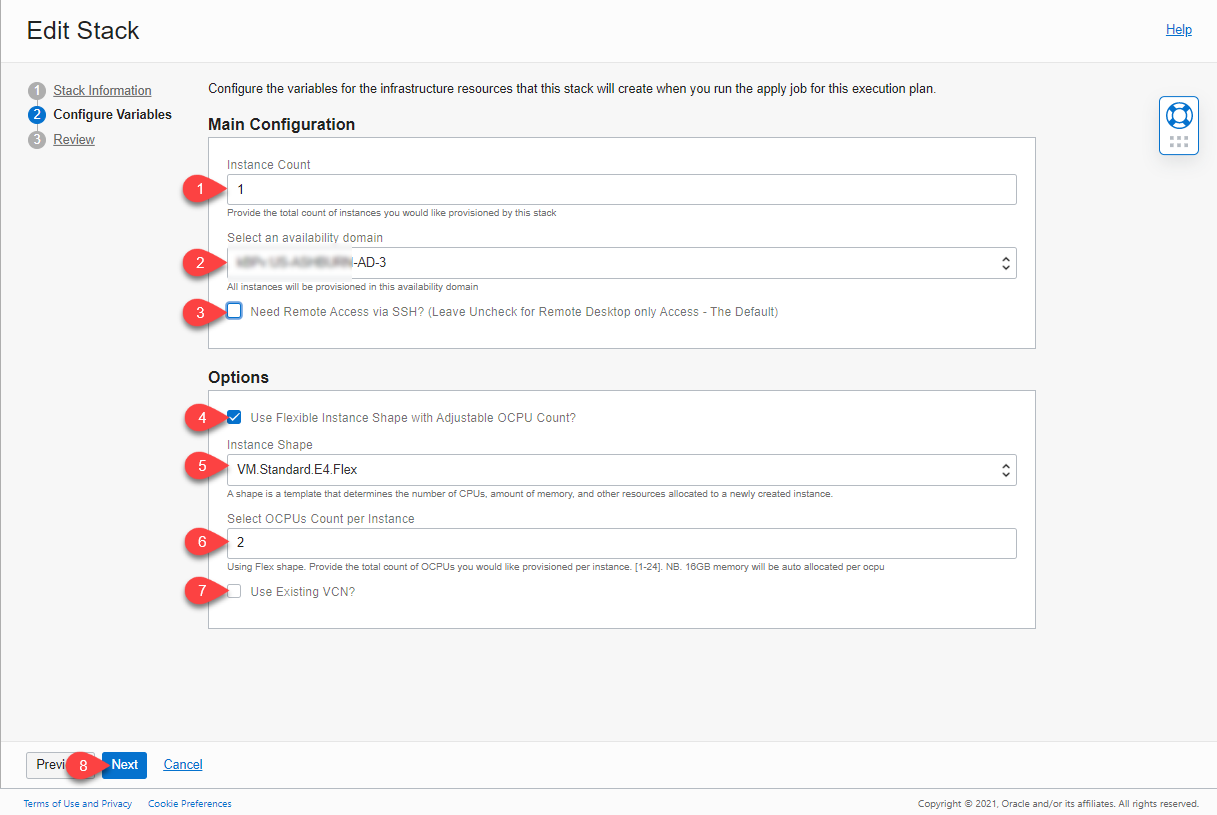 Edit Stack
Help
1 Stack Information
2 Configure Variables
3 Review
Configure the variables for the infrastructure resources that this stack will create when you run the apply job for this execution plan.
Main Configuration
Instance Count
1 1
Provide the total count of instances you would like provisioned by this stack
Select an availability domain
2 -AD-3
All instances will be provisioned in this availability domain
3 Need Remote Access via SSH? (Leave Uncheck for Remote Desktop only Access - The Default)
Options
4 Use Flexible Instance Shape with Adjustable OCPU Count?
Instance Shape
5 VM.Standard.E4.Flex
A shape is a template that determines the number of CPUs, amount of memory, and other resources allocated to a newly created instance.
Select OCPUs Count per Instance
6 2
Using Flex shape. Provide the total count of OCPUs you would like provisioned per instance. [1-24]. NB. 16GB memory will be auto allocated per ocpu
7 Use Existing VCN?
Previ 8 Next Cancel
Terms of Use and Privacy Cookie Preferences
Copyright © 2021, Oracle and/or its affiliates. All rights reserved.